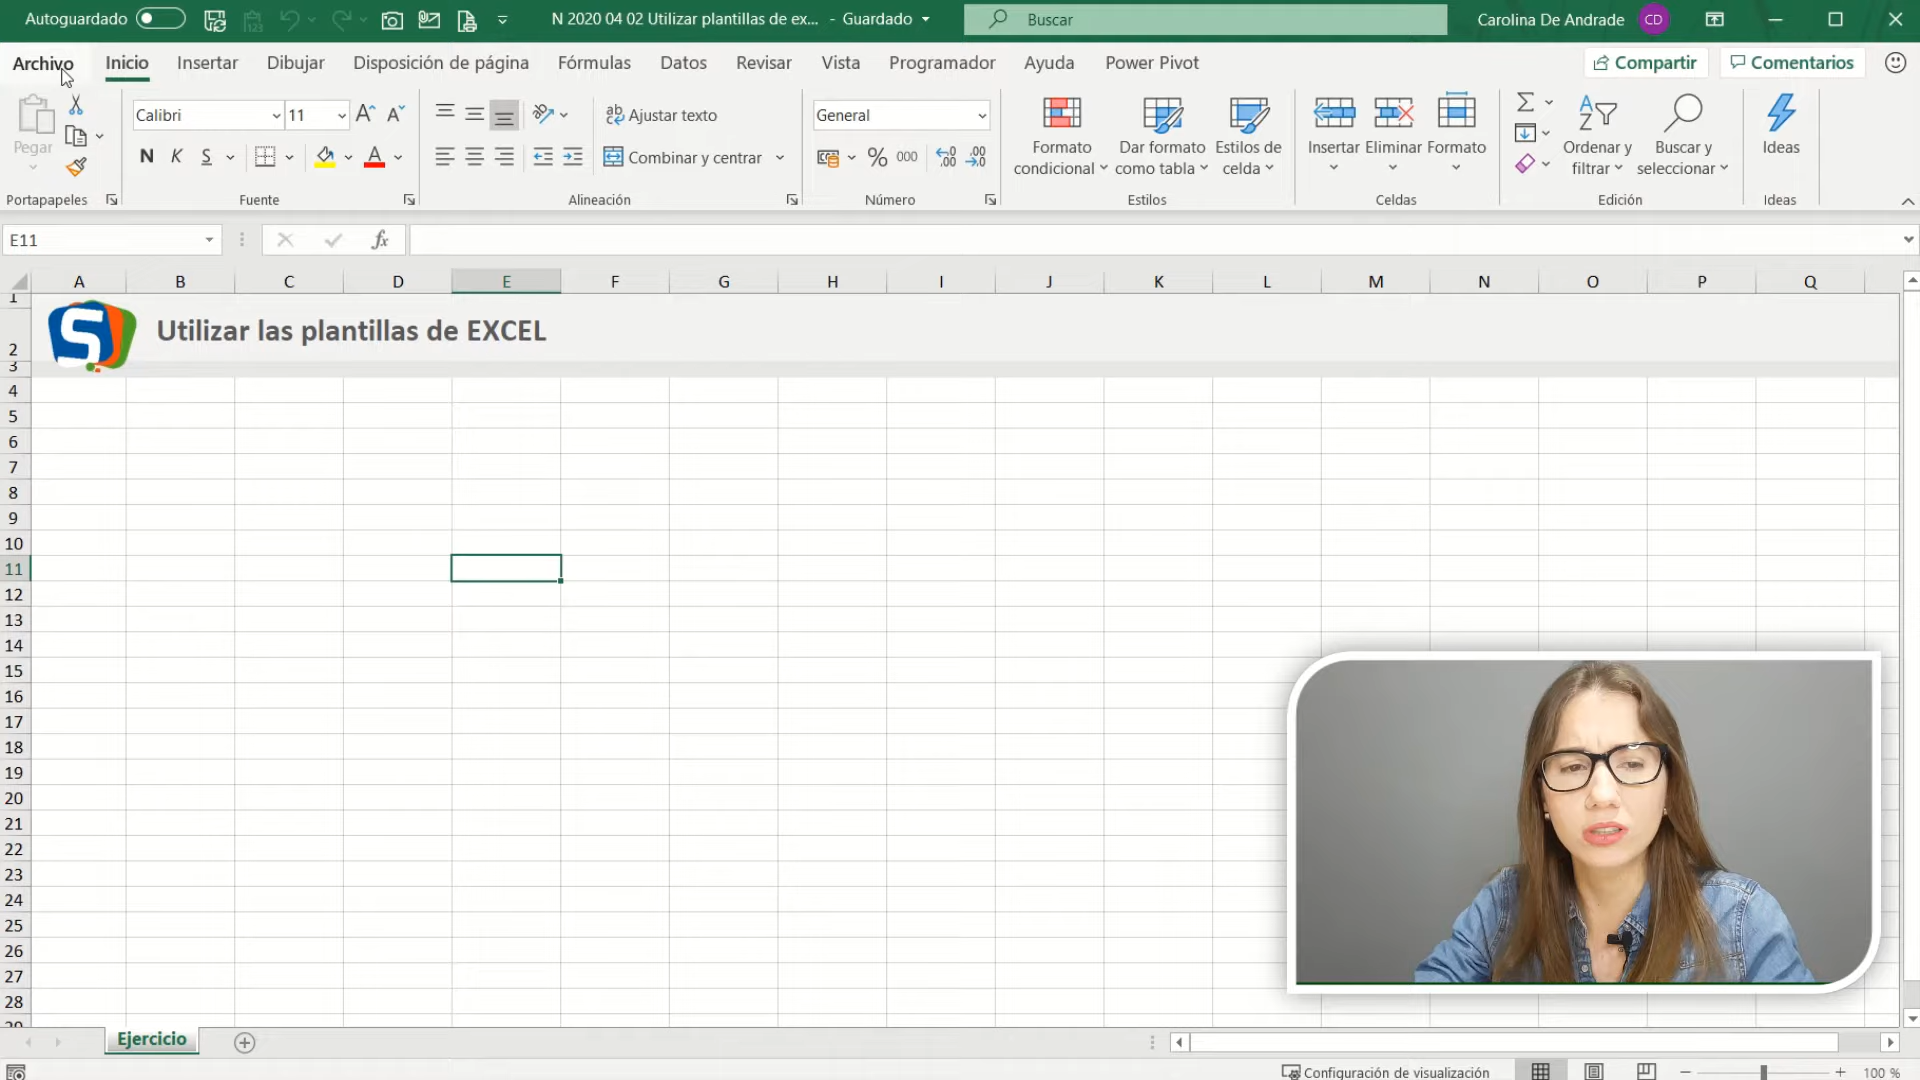 Autoguardado
N 2020 04 02 Utilizar plantillas de ex... - Guardado
Buscar
Carolina De Andrade
CD
Archivo
Inicio
Insertar
Dibujar
Disposición de página
Fórmulas
Datos
Revisar
Vista
Programador
Ayuda
Power Pivot
Compartir
Comentarios
Pegar
Portapapeles
Calibri
11
N K S
Fuente
Ajustar texto
Combinar y centrar
Alineación
General
% 000
Número
Formato condicional
Dar formato como tabla
Estilos de celda
Estilos
Insertar
Eliminar
Formato
Celdas
Ordenar y filtrar
Buscar y seleccionar
Edición
Ideas
Ideas
E11
fx
A B C D E F G H I J K L M N O P Q
1
2
3
4
5
6
7
8
9
10
11
12
13
14
15
16
17
18
19
20
21
22
23
24
25
26
27
28
29
S
Utilizar las plantillas de EXCEL
Ejercicio
Configuración de visualización
100 %